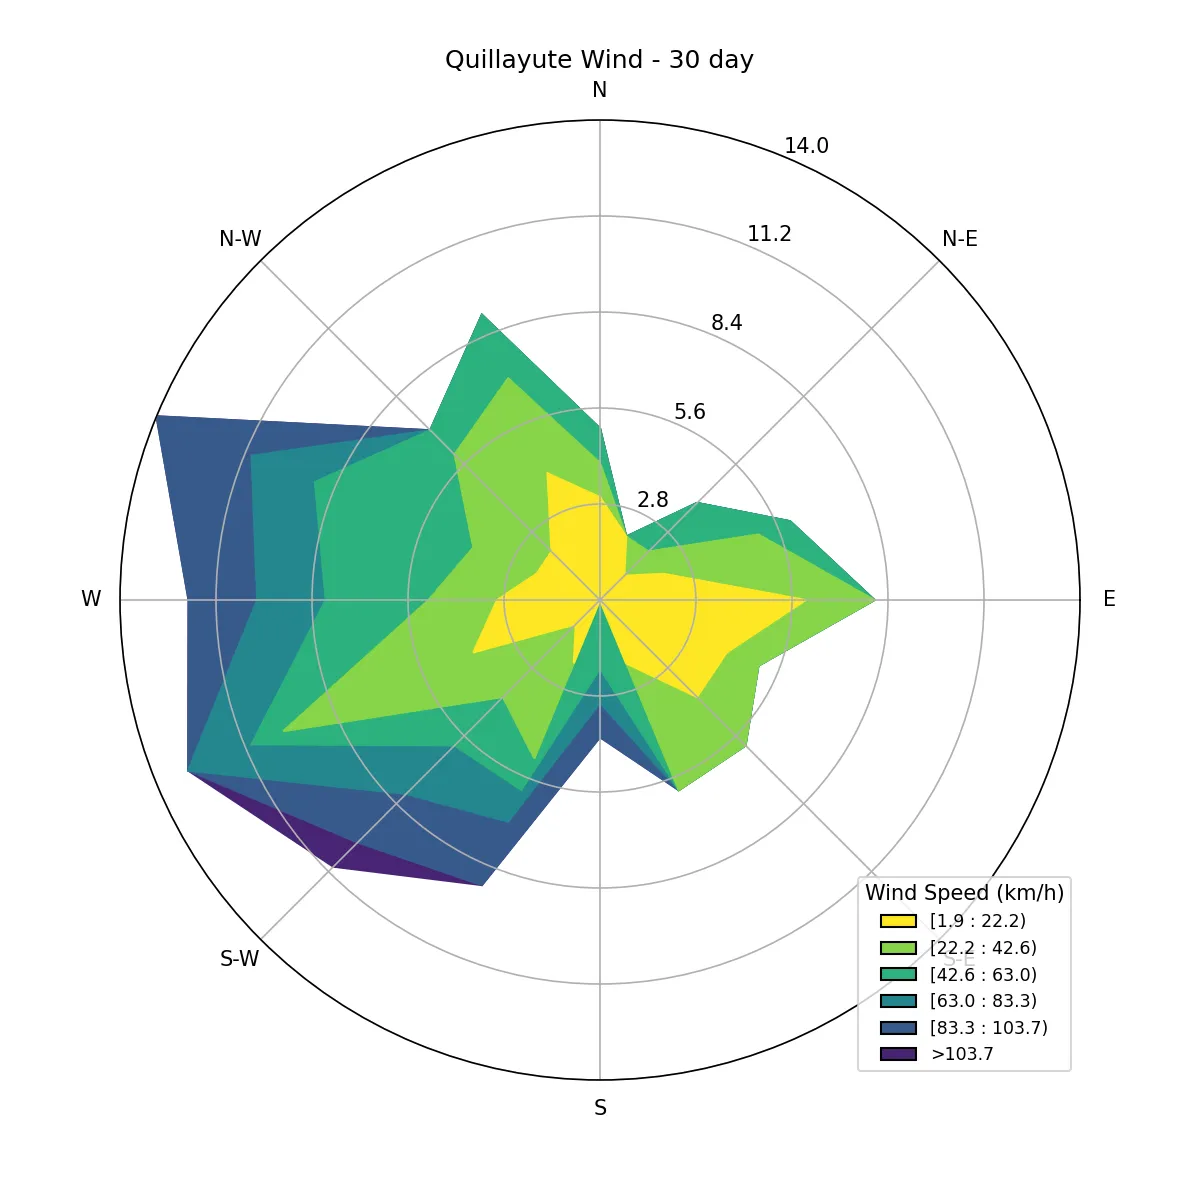 Quillayute Wind - 30 day
N
14.0
N-W
11.2
N-E
8.4
5.6
2.8
W
E
Wind Speed (km/h)
[1.9 : 22.2)
[22.2 : 42.6)
S-W
S-E
[42.6 : 63.0)
[63.0 : 83.3)
[83.3 : 103.7)
>103.7
S